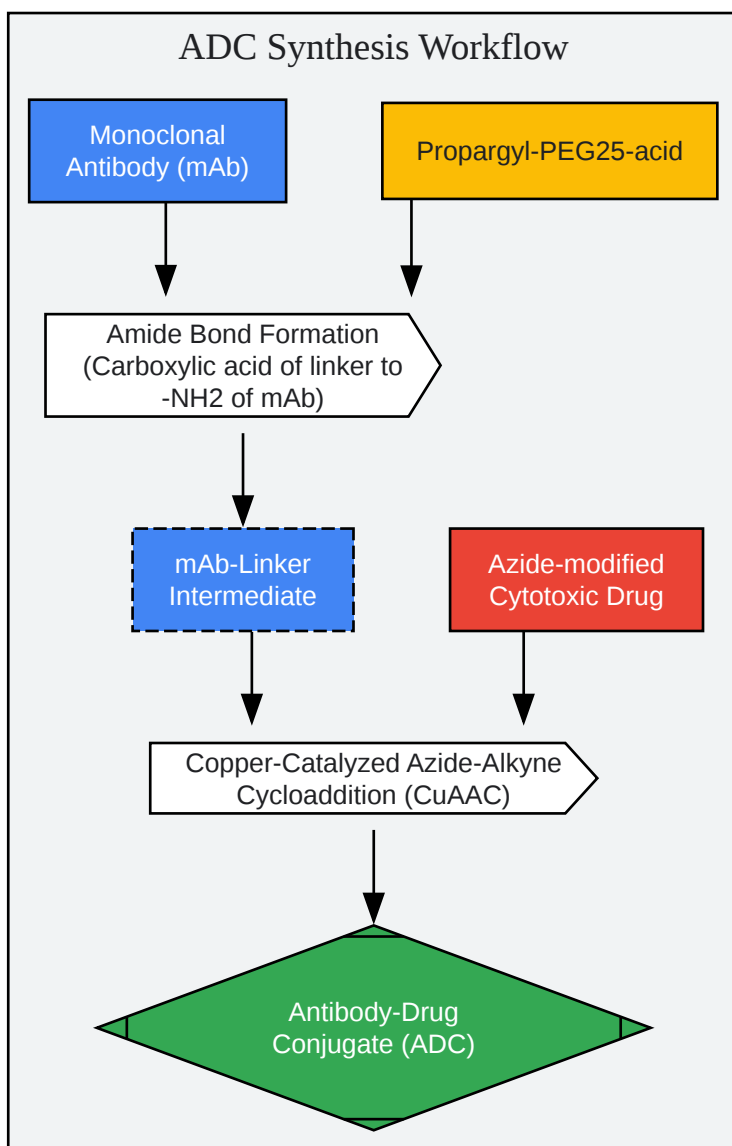 ADC Synthesis Workflow
Monoclonal
Antibody (mAb)
Propargyl-PEG25-acid
Amide Bond Formation
(Carboxylic acid of linker to
-NH2 of mAb)
mAb-Linker
Intermediate
Azide-modified
Cytotoxic Drug
Copper-Catalyzed Azide-Alkyne
Cycloaddition (CuAAC)
Antibody-Drug
Conjugate (ADC)